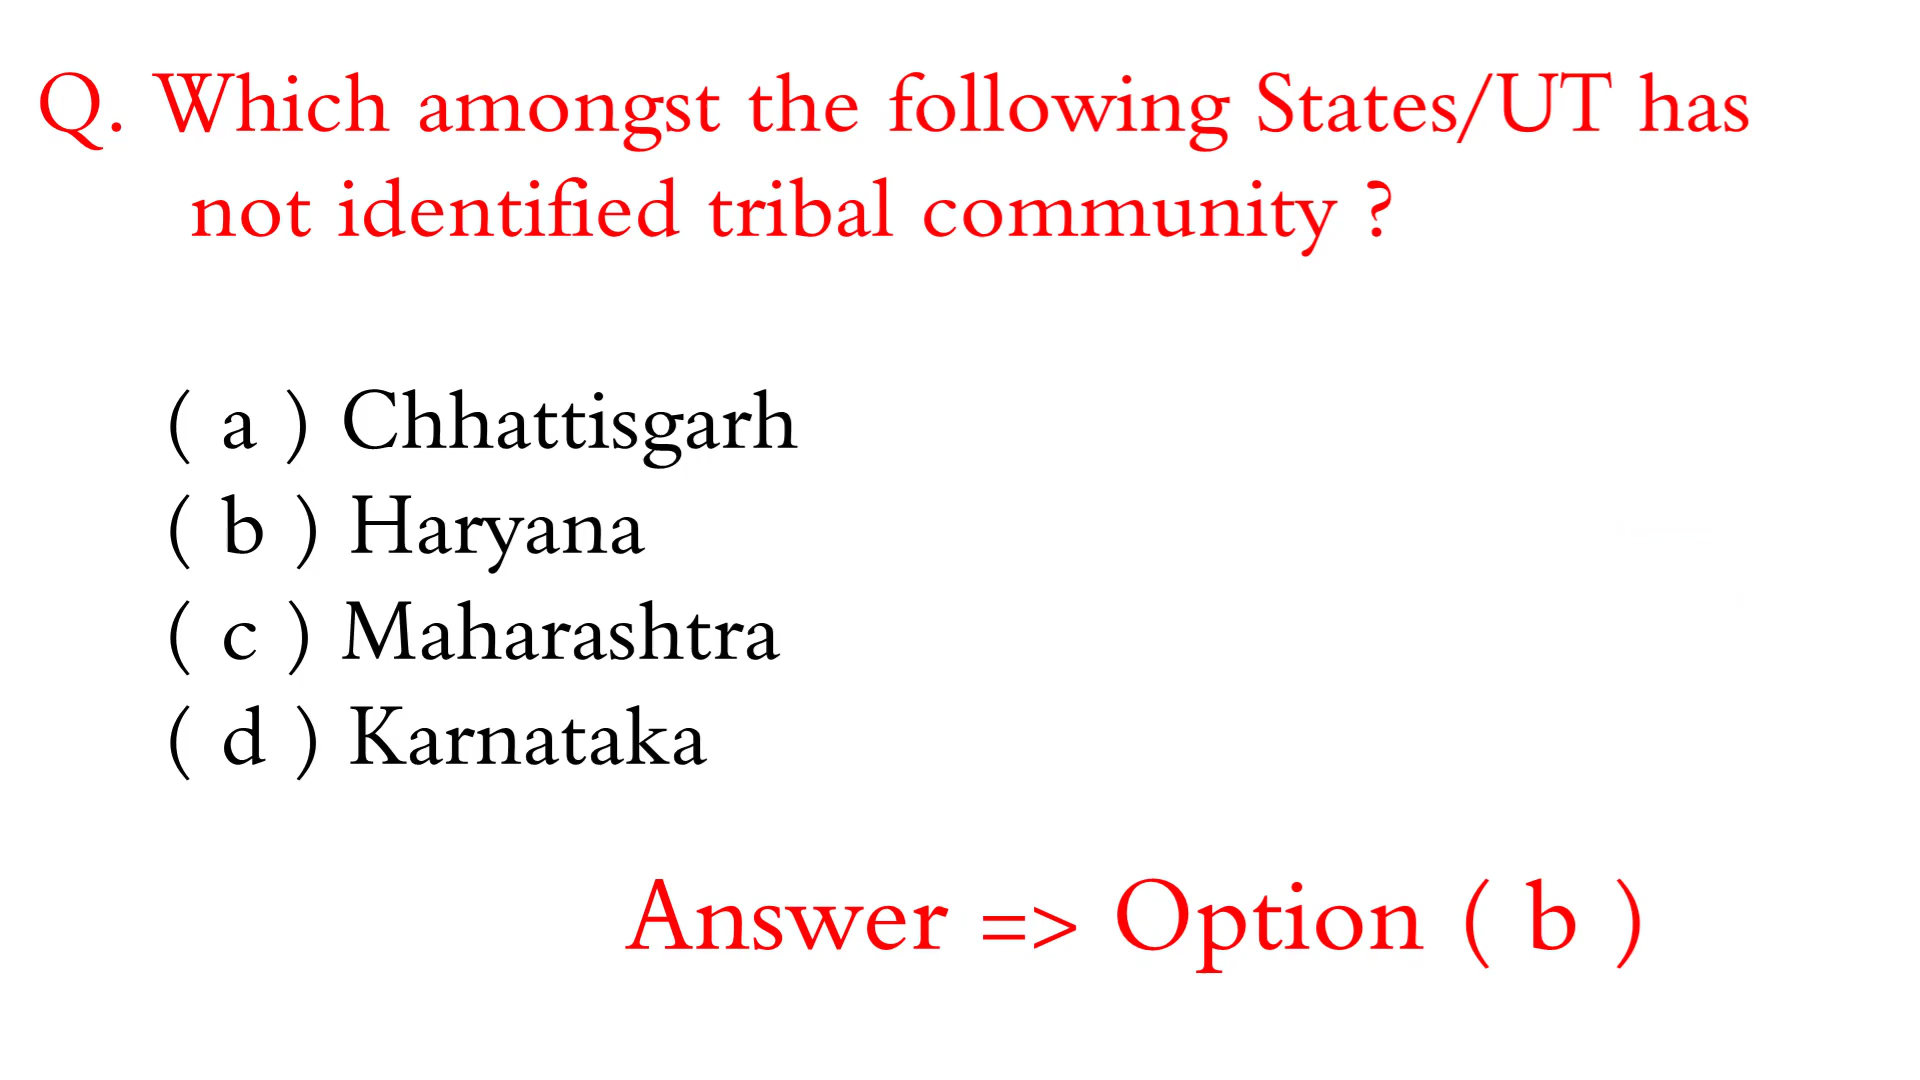 Q. Which amongst the following States/UT has
not identified tribal community ?
( a ) Chhattisgarh
( b ) Haryana
( c ) Maharashtra
( d ) Karnataka
Answer => Option ( b )